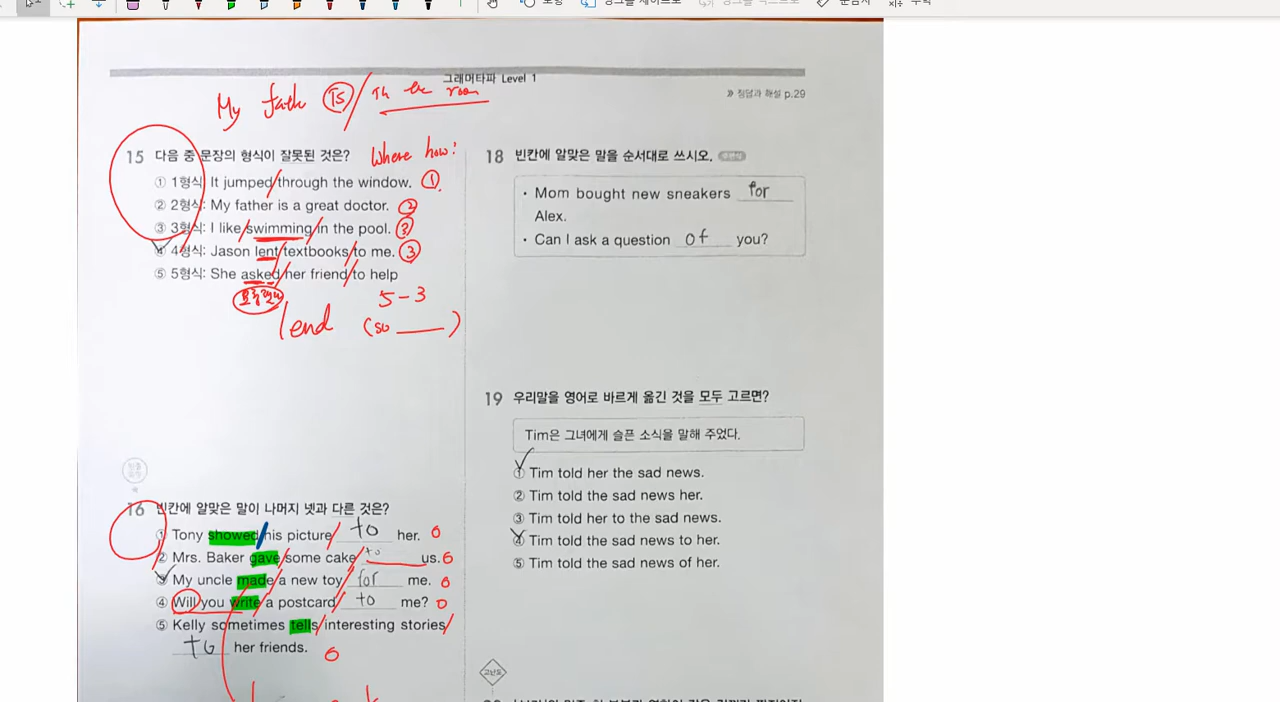 그래머타파 Level 1
» 정답과 해설 p.29
My fath is / in the room
15 다음 중 문장의 형식이 잘못된 것은?
Where how?
① 1형식: It jumped/through the window. ①
② 2형식: My father is a great doctor. ②
③ 3형식: I like/swimming/in the pool. ③
④ 4형식: Jason lent/textbooks/to me. ③
⑤ 5형식: She asked/her friend/to help
5-3
lend
16 빈칸에 알맞은 말이 나머지 넷과 다른 것은?
① Tony showed/his picture/ to her.
② Mrs. Baker gave/some cake/ to us.
③ My uncle made/a new toy/ for me.
④ Will you write/a postcard/ to me?
⑤ Kelly sometimes tells/interesting stories/
to her friends.
18 빈칸에 알맞은 말을 순서대로 쓰시오.
• Mom bought new sneakers for
Alex.
• Can I ask a question of you?
19 우리말을 영어로 바르게 옮긴 것을 모두 고르면?
Tim은 그녀에게 슬픈 소식을 말해 주었다.
① Tim told her the sad news.
② Tim told the sad news her.
③ Tim told her to the sad news.
④ Tim told the sad news to her.
⑤ Tim told the sad news of her.
고난도